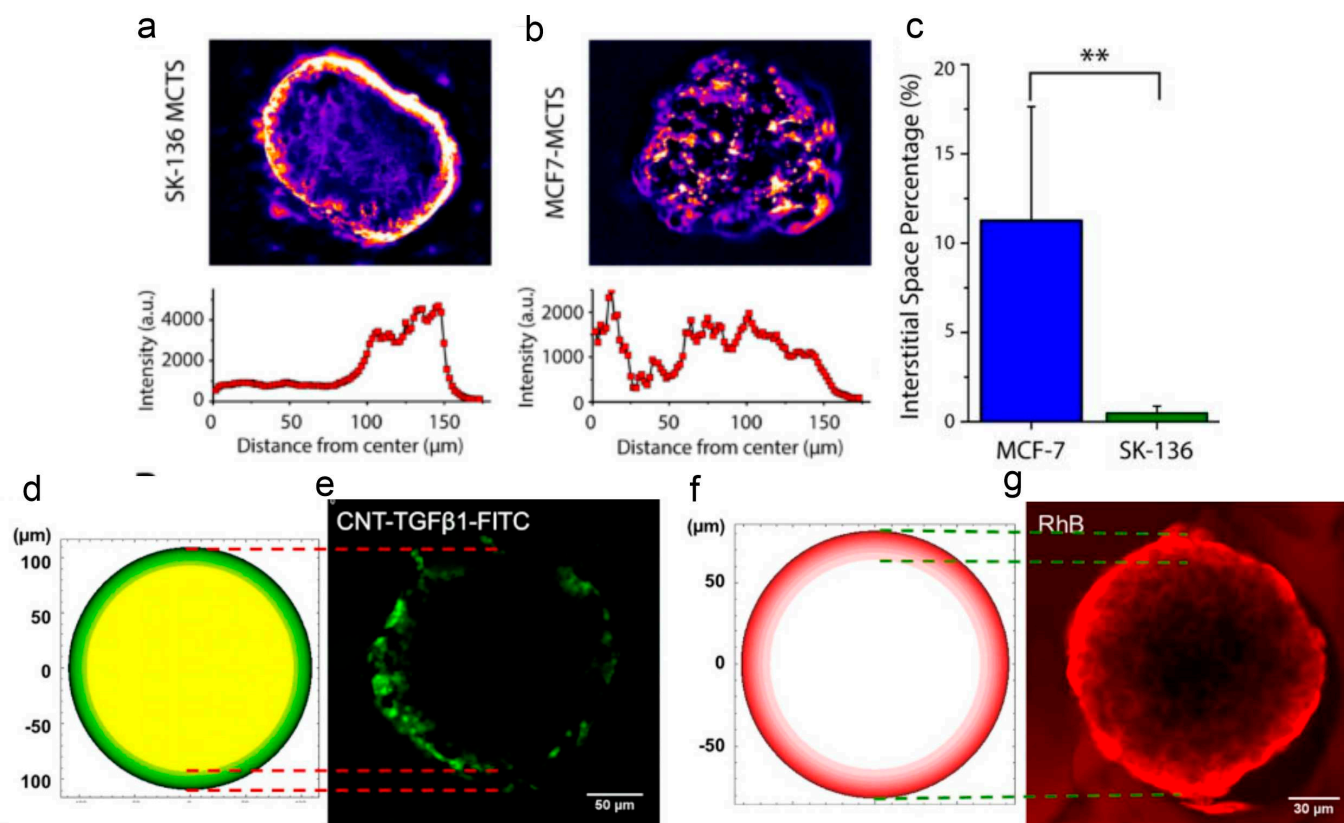 a
SK-136 MCTS
4000
2000
0
Intensity (a.u.)
0 50 100 150
Distance from center (µm)
b
MCF7-MCTS
2000
1000
0
Intensity (a.u.)
0 50 100 150
Distance from center (µm)
c
**
20
15
10
5
0
Interstitial Space Percentage (%)
MCF-7 SK-136
d
(µm)
100
50
0
-50
100
e
CNT-TGFβ1-FITC
50 µm
f
(µm)
50
0
-50
g
RhB
30 µm